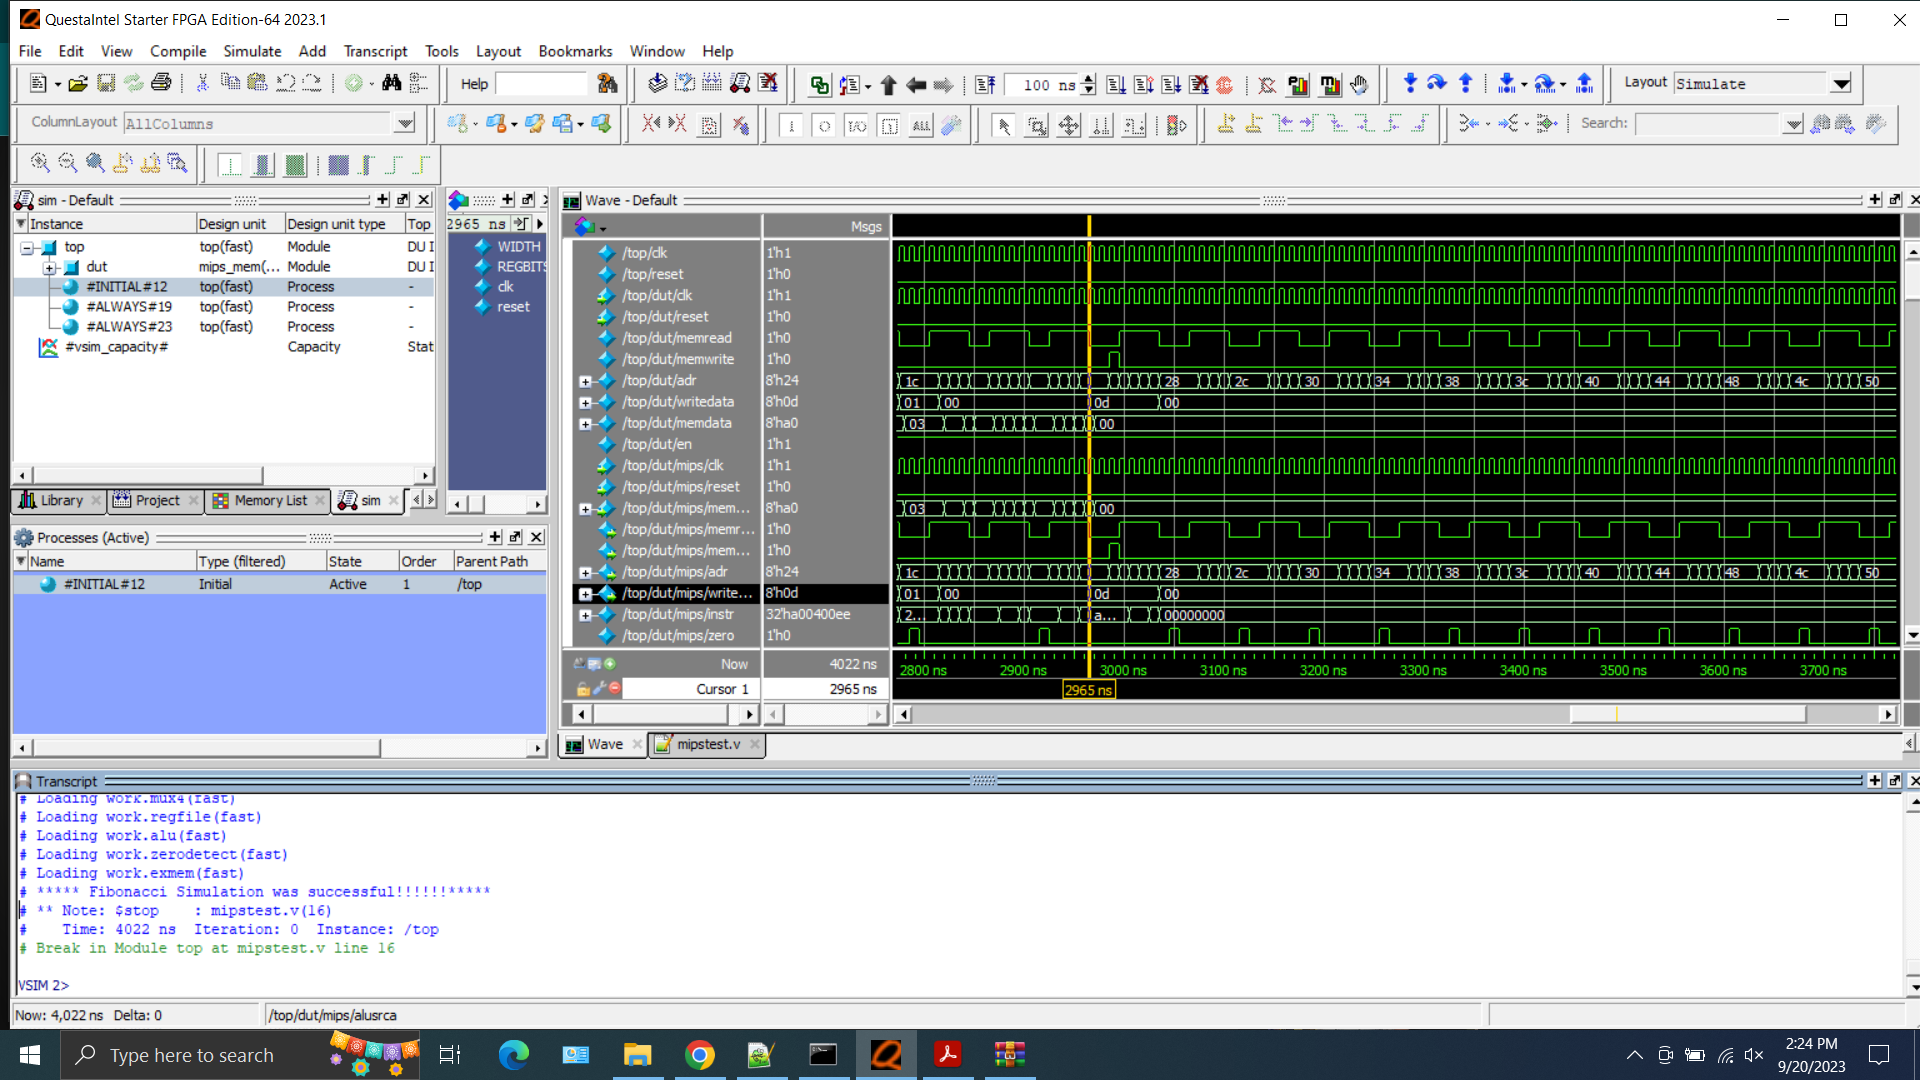 QuestaIntel Starter FPGA Edition-64 2023.1
File Edit View Compile Simulate Add Transcript Tools Layout Bookmarks Window Help
Help
100 ns
Layout Simulate
ColumnLayout AllColumns
Search:
sim - Default
Instance Design unit Design unit type Top
top top(fast) Module DU I
dut mips_mem(... Module DU I
#INITIAL#12 top(fast) Process -
#ALWAYS#19 top(fast) Process -
#ALWAYS#23 top(fast) Process -
#vsim_capacity# Capacity Stat
Library Project Memory List sim
2965 ns
WIDTH
REGBITS
clk
reset
Processes (Active)
Name Type (filtered) State Order Parent Path
#INITIAL#12 Initial Active 1 /top
Wave - Default
Msgs
/top/clk 1'h1
/top/reset 1'h0
/top/dut/clk 1'h1
/top/dut/reset 1'h0
/top/dut/memread 1'h0
/top/dut/memwrite 1'h0
/top/dut/adr 8'h24 1c 28 2c 30 34 38 3c 40 44 48 4c 50
/top/dut/writedata 8'h0d 01 00 0d 00
/top/dut/memdata 8'ha0 03 00
/top/dut/en 1'h1
/top/dut/mips/clk 1'h1
/top/dut/mips/reset 1'h0
/top/dut/mips/mem... 8'ha0 03 00
/top/dut/mips/memr... 1'h0
/top/dut/mips/mem... 1'h0
/top/dut/mips/adr 8'h24 1c 28 2c 30 34 38 3c 40 44 48 4c 50
/top/dut/mips/write... 8'h0d 01 00 0d 00
/top/dut/mips/instr 32'ha00400ee 2... a... 00000000
/top/dut/mips/zero 1'h0
Now 4022 ns 2800 ns 2900 ns 3000 ns 3100 ns 3200 ns 3300 ns 3400 ns 3500 ns 3600 ns 3700 ns
Cursor 1 2965 ns 2965 ns
Wave mipstest.v
Transcript
# Loading work.mux4(fast)
# Loading work.regfile(fast)
# Loading work.alu(fast)
# Loading work.zerodetect(fast)
# Loading work.exmem(fast)
# ***** Fibonacci Simulation was successful!!!!!!*****
# ** Note: $stop    : mipstest.v(16)
#    Time: 4022 ns  Iteration: 0  Instance: /top
# Break in Module top at mipstest.v line 16
VSIM 2>
Now: 4,022 ns Delta: 0 /top/dut/mips/alusrca
Type here to search
2:24 PM
9/20/2023